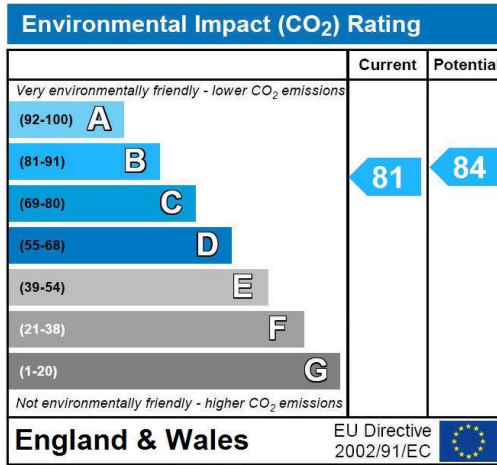 Environmental Impact (CO₂) Rating
Current Potential
Very environmentally friendly - lower CO₂ emissions
(92-100) A
(81-91) B
81 84
(69-80) C
(55-68) D
(39-54) E
(21-38) F
(1-20) G
Not environmentally friendly - higher CO₂ emissions
England & Wales
EU Directive
2002/91/EC